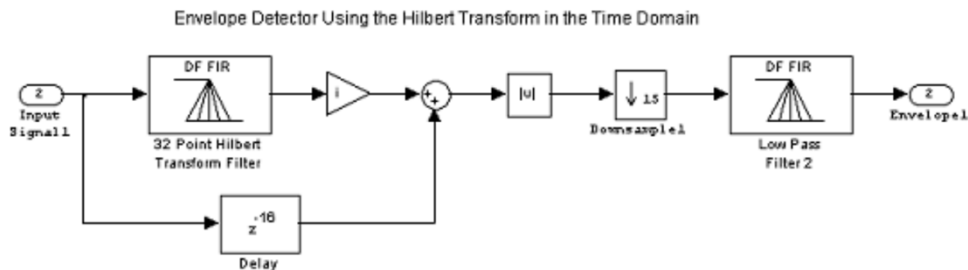 Envelope Detector Using the Hilbert Transform in the Time Domain
DF FIR
DF FIR
2
i
+
+
|u|
↓ 15
2
Input
Signal1
32 Point Hilbert
Transform Filter
Downsample1
Low Pass
Filter 2
Envelope1
z^-16
Delay